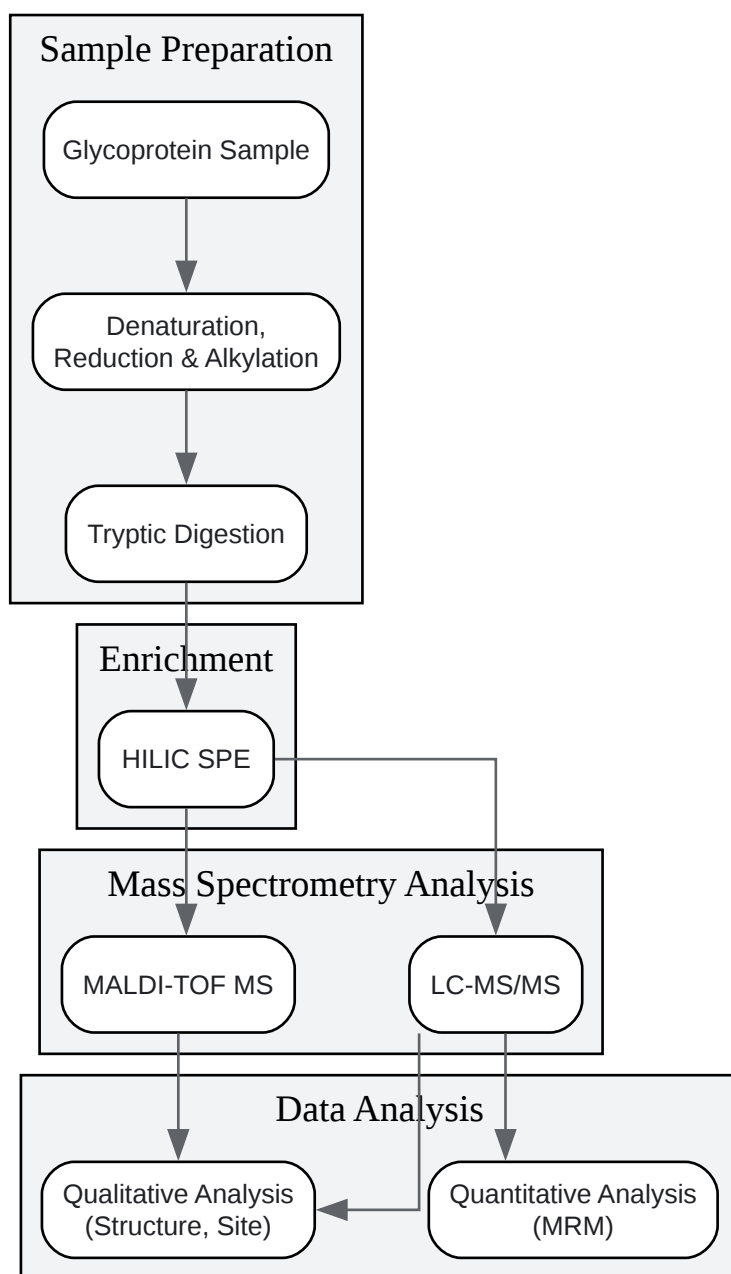 Sample Preparation
Glycoprotein Sample
Denaturation,
Reduction & Alkylation
Tryptic Digestion
Enrichment
HILIC SPE
Mass Spectrometry Analysis
MALDI-TOF MS
LC-MS/MS
Data Analysis
Qualitative Analysis
(Structure, Site)
Quantitative Analysis
(MRM)